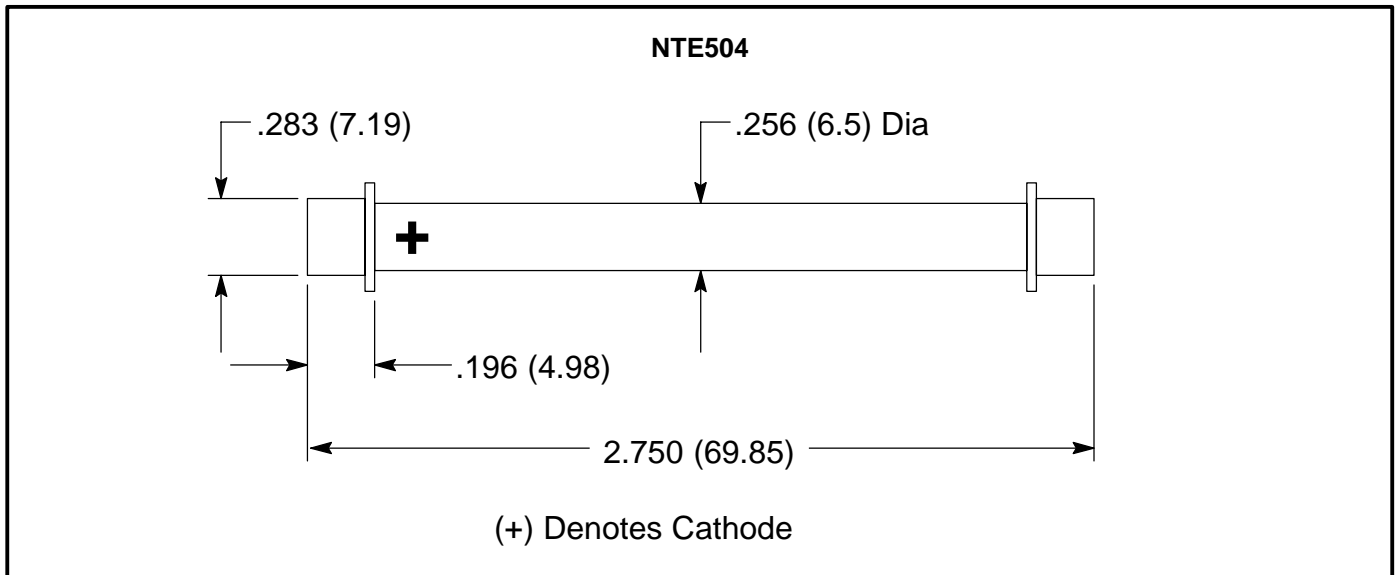 NTE504
.283 (7.19)
.256 (6.5) Dia
+
.196 (4.98)
2.750 (69.85)
(+) Denotes Cathode